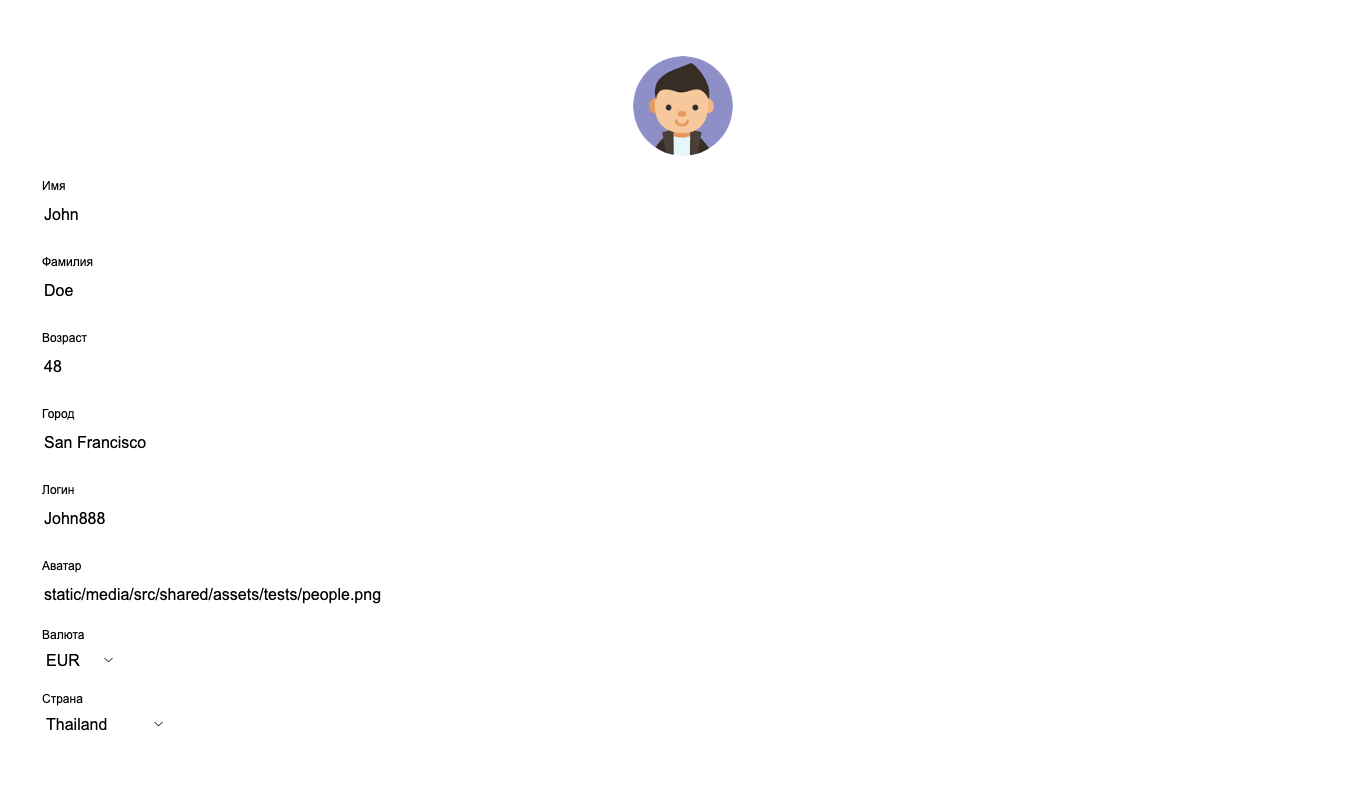 Имя
John
Фамилия
Doe
Возраст
48
Город
San Francisco
Логин
John888
Аватар
static/media/src/shared/assets/tests/people.png
Валюта
EUR
Страна
Thailand